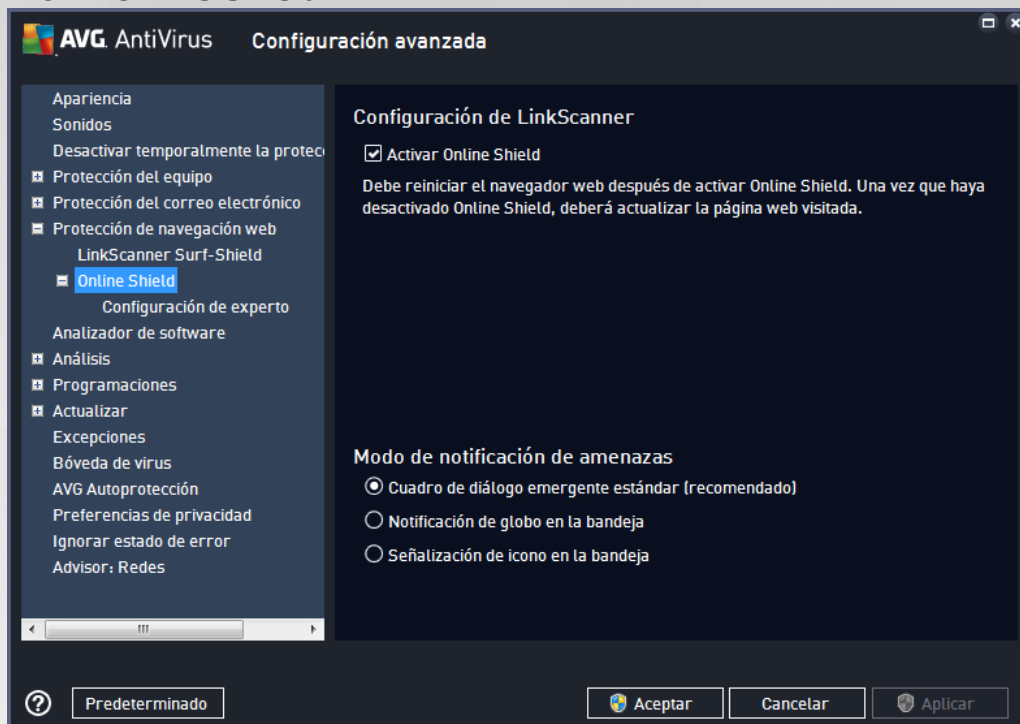 AVG. AntiVirus Configuración avanzada
Apariencia
Sonidos
Desactivar temporalmente la protec
Protección del equipo
Protección del correo electrónico
Protección de navegación web
LinkScanner Surf-Shield
Online Shield
Configuración de experto
Analizador de software
Análisis
Programaciones
Actualizar
Excepciones
Bóveda de virus
AVG Autoprotección
Preferencias de privacidad
Ignorar estado de error
Advisor: Redes
Configuración de LinkScanner
Activar Online Shield
Debe reiniciar el navegador web después de activar Online Shield. Una vez que haya
desactivado Online Shield, deberá actualizar la página web visitada.
Modo de notificación de amenazas
Cuadro de diálogo emergente estándar (recomendado)
Notificación de globo en la bandeja
Señalización de icono en la bandeja
? Predeterminado Aceptar Cancelar Aplicar